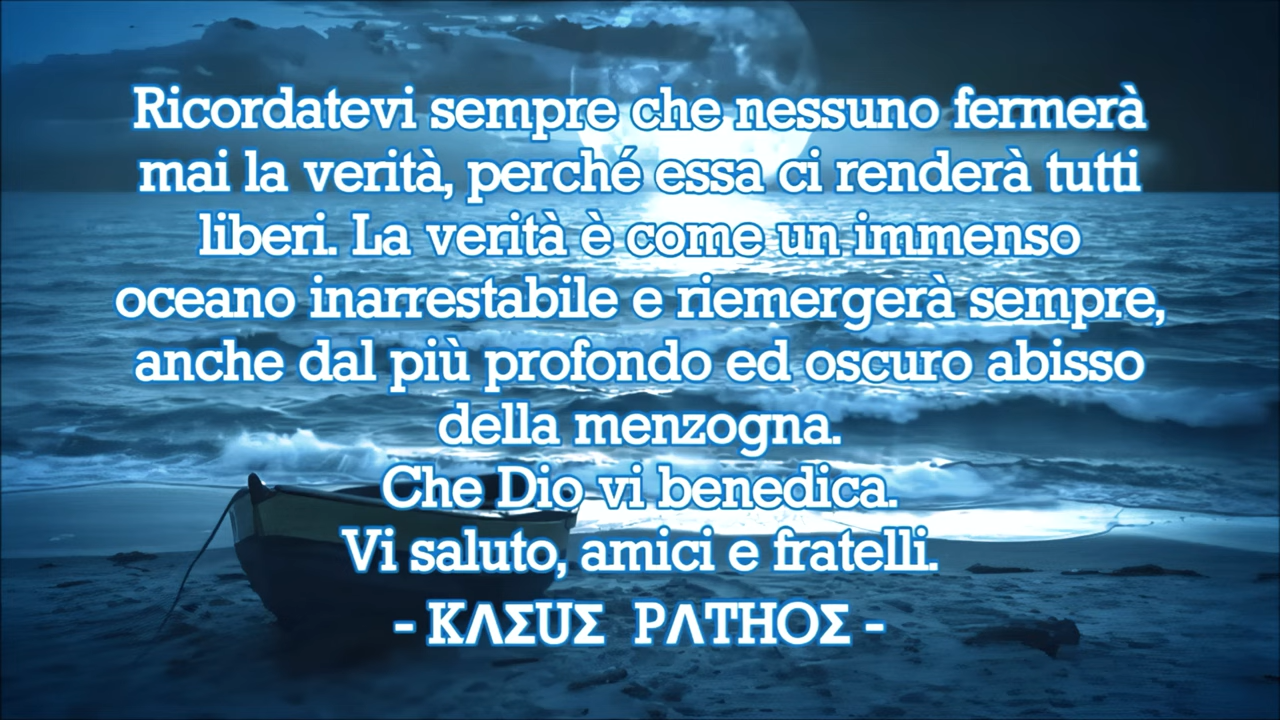 Ricordatevi sempre che nessuno fermerà
mai la verità, perché essa ci renderà tutti
liberi. La verità è come un immenso
oceano inarrestabile e riemergerà sempre,
anche dal più profondo ed oscuro abisso
della menzogna.
Che Dio vi benedica.
Vi saluto, amici e fratelli.
- KΛΣUΣ PΛTHOΣ -